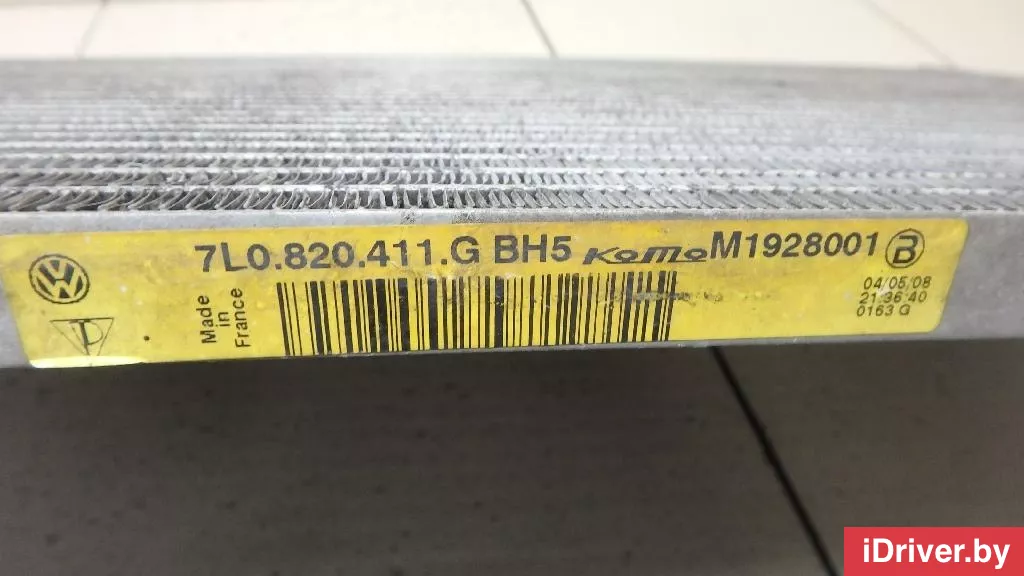 7L0.820.411.G BH5 KoMo M1928001 B
Made
in
France
04/05/08
21:36:40
0163 G
iDriver.by